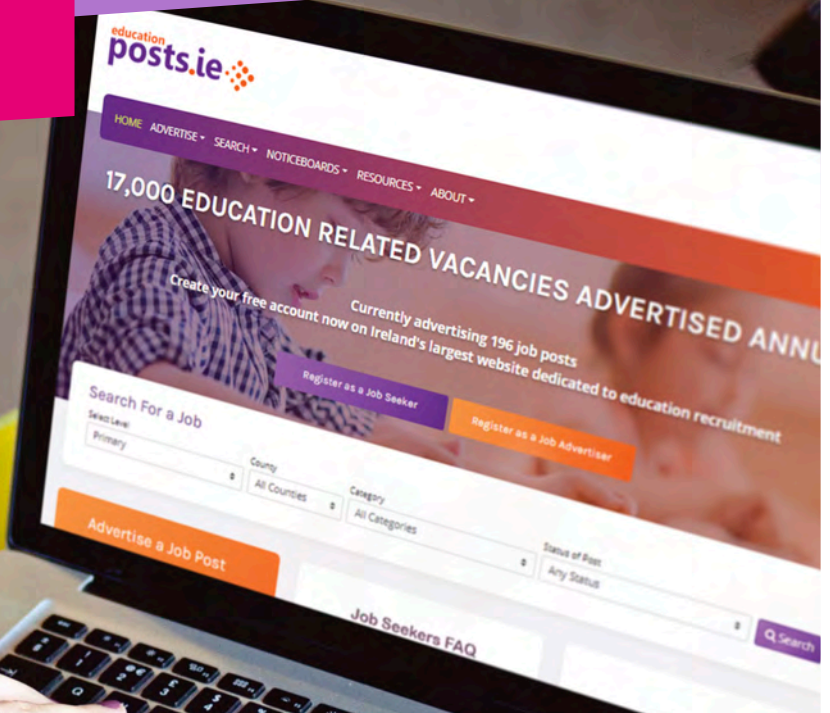 education
posts.ie
HOME ADVERTISE SEARCH NOTICEBOARDS RESOURCES ABOUT
17,000 EDUCATION RELATED VACANCIES ADVERTISED ANNU
Currently advertising 196 job posts
Create your free account now on Ireland's largest website dedicated to education recruitment
Register as a Job Seeker
Register as a Job Advertiser
Search For a Job
Select Level
Primary
County
All Counties
Category
All Categories
Status of Post
Any Status
Search
Advertise a Job Post
Job Seekers FAQ